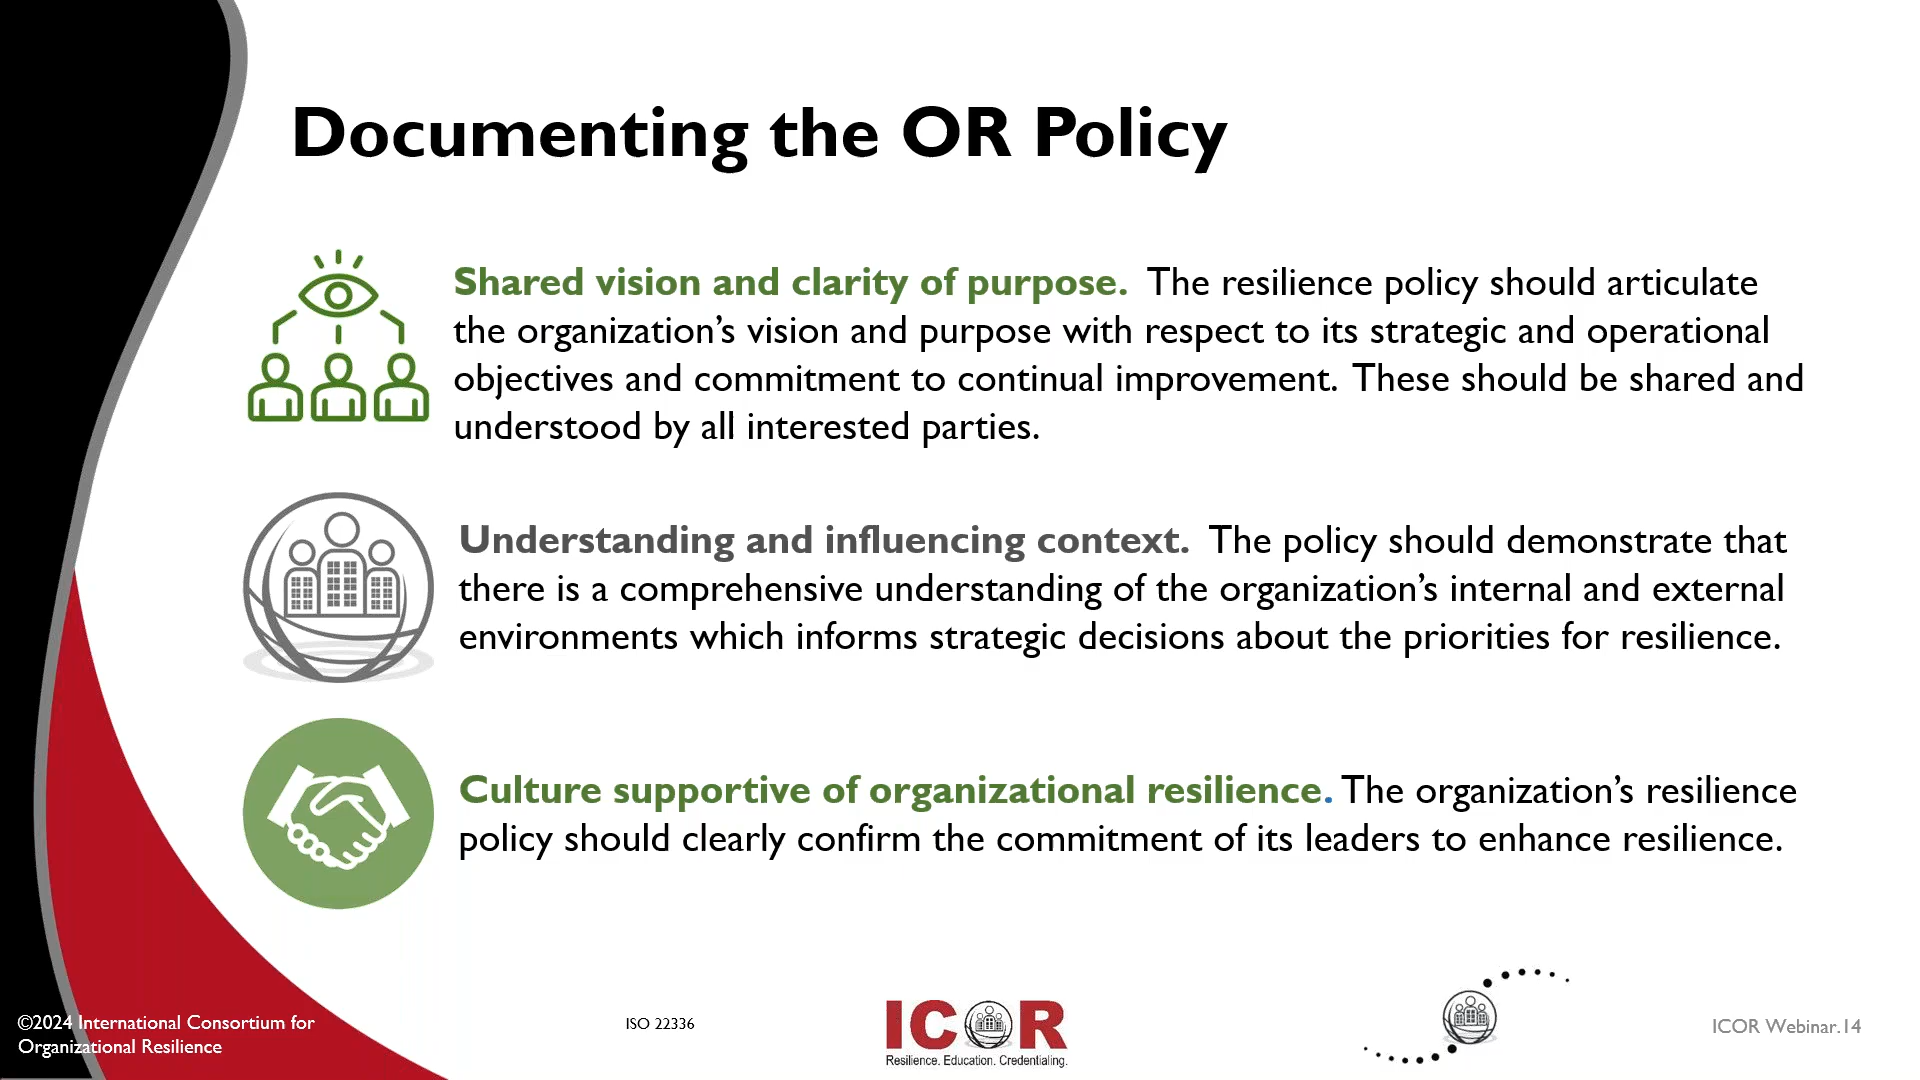 Documenting the OR Policy
Shared vision and clarity of purpose. The resilience policy should articulate
the organization’s vision and purpose with respect to its strategic and operational
objectives and commitment to continual improvement. These should be shared and
understood by all interested parties.
Understanding and influencing context. The policy should demonstrate that
there is a comprehensive understanding of the organization’s internal and external
environments which informs strategic decisions about the priorities for resilience.
Culture supportive of organizational resilience. The organization’s resilience
policy should clearly confirm the commitment of its leaders to enhance resilience.
©2024 International Consortium for
Organizational Resilience
ISO 22336
ICOR
Resilience. Education. Credentialing.
ICOR Webinar.14